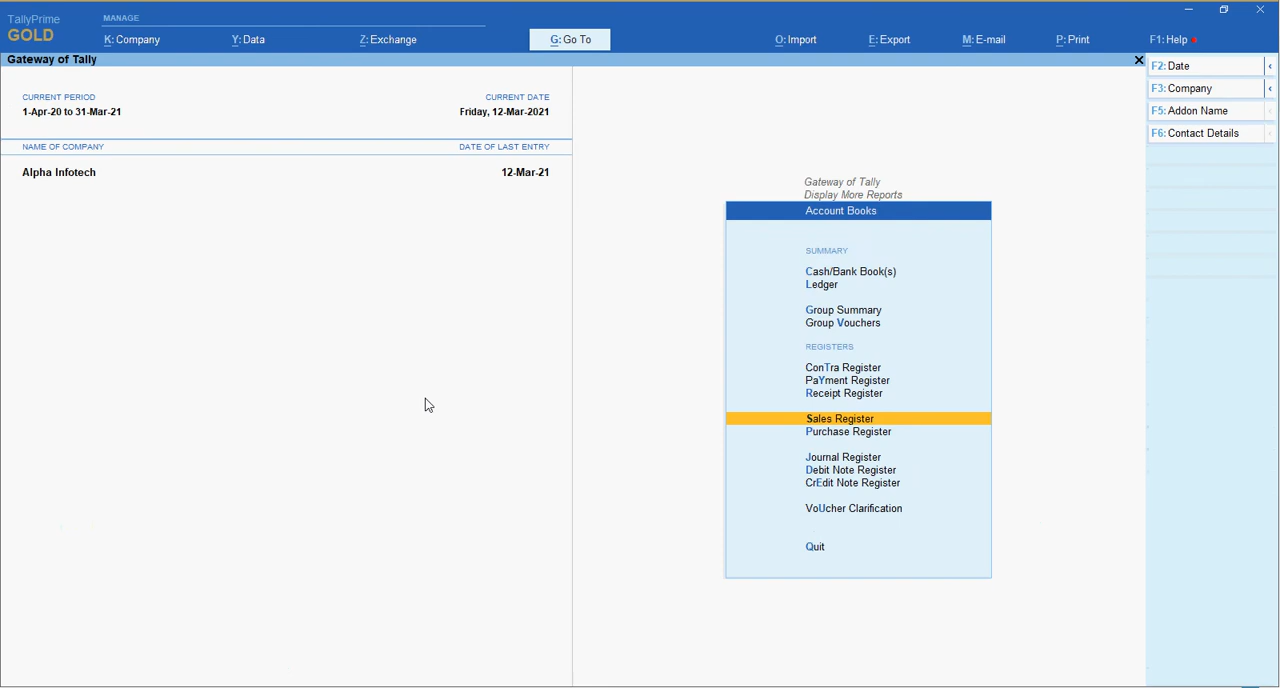 TallyPrime
GOLD
MANAGE
K: Company
Y: Data
Z: Exchange
G: Go To
O: Import
E: Export
M: E-mail
P: Print
F1: Help
Gateway of Tally
CURRENT PERIOD
CURRENT DATE
1-Apr-20 to 31-Mar-21
Friday, 12-Mar-2021
NAME OF COMPANY
DATE OF LAST ENTRY
Alpha Infotech
12-Mar-21
Gateway of Tally
Display More Reports
Account Books
SUMMARY
Cash/Bank Book(s)
Ledger
Group Summary
Group Vouchers
REGISTERS
ConTra Register
PaYment Register
Receipt Register
Sales Register
Purchase Register
Journal Register
Debit Note Register
CrEdit Note Register
VoUcher Clarification
Quit
F2: Date
F3: Company
F5: Addon Name
F6: Contact Details